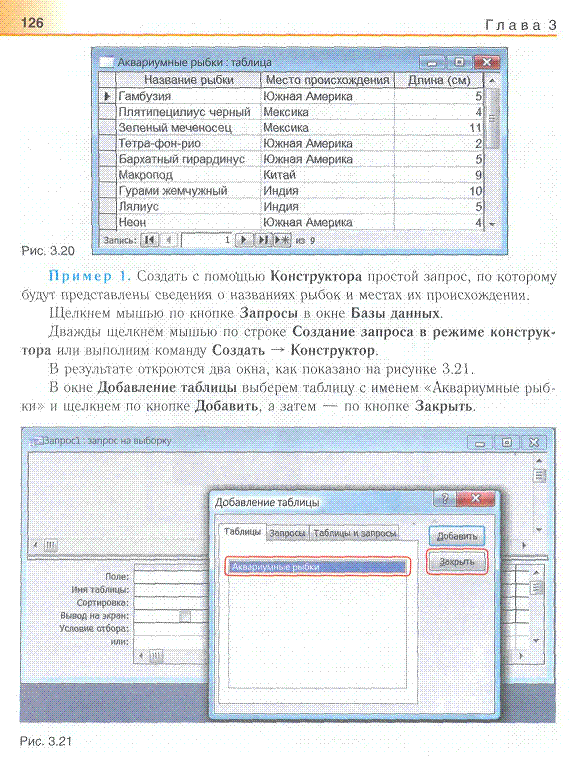 126
Глава 3
Аквариумные рыбки : таблица
Название рыбки Место происхождения Длина (см)
Гамбузия Южная Америка 5
Плятипецилиус черный Мексика 4
Зеленый меченосец Мексика 11
Тетра-фон-рио Южная Америка 2
Бархатный гирардинус Южная Америка 5
Макропод Китай 9
Гурами жемчужный Индия 10
Лялиус Индия 5
Неон Южная Америка 4
Запись: 1 из 9
Рис. 3.20
Пример 1. Создать с помощью Конструктора простой запрос, по которому
будут представлены сведения о названиях рыбок и местах их происхождения.
Щелкнем мышью по кнопке Запросы в окне Базы данных.
Дважды щелкнем мышью по строке Создание запроса в режиме конструк-
тора или выполним команду Создать → Конструктор.
В результате откроются два окна, как показано на рисунке 3.21.
В окне Добавление таблицы выберем таблицу с именем «Аквариумные рыб-
ки» и щелкнем по кнопке Добавить, а затем — по кнопке Закрыть.
Запрос1 : запрос на выборку
Добавление таблицы
Таблицы Запросы Таблицы и запросы
Добавить
Аквариумные рыбки
Закрыть
Поле:
Имя таблицы:
Сортировка:
Вывод на экран:
Условие отбора:
или:
Рис. 3.21